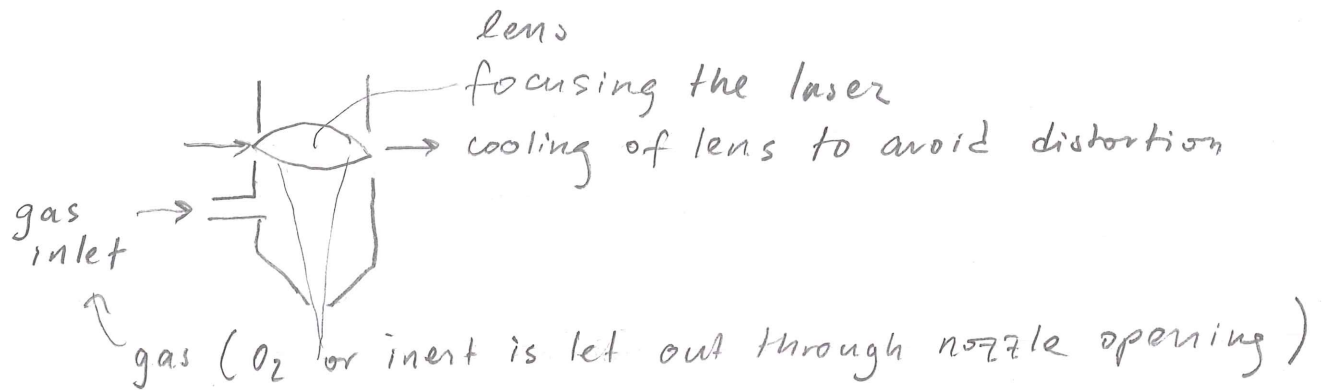 lens
focusing the laser
cooling of lens to avoid distortion
gas
inlet
gas (O₂ or inert is let out through nozzle opening)